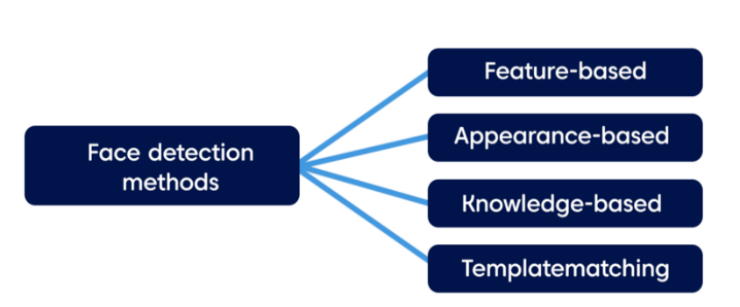 Face detection
methods
Feature-based
Appearance-based
Knowledge-based
Templatematching